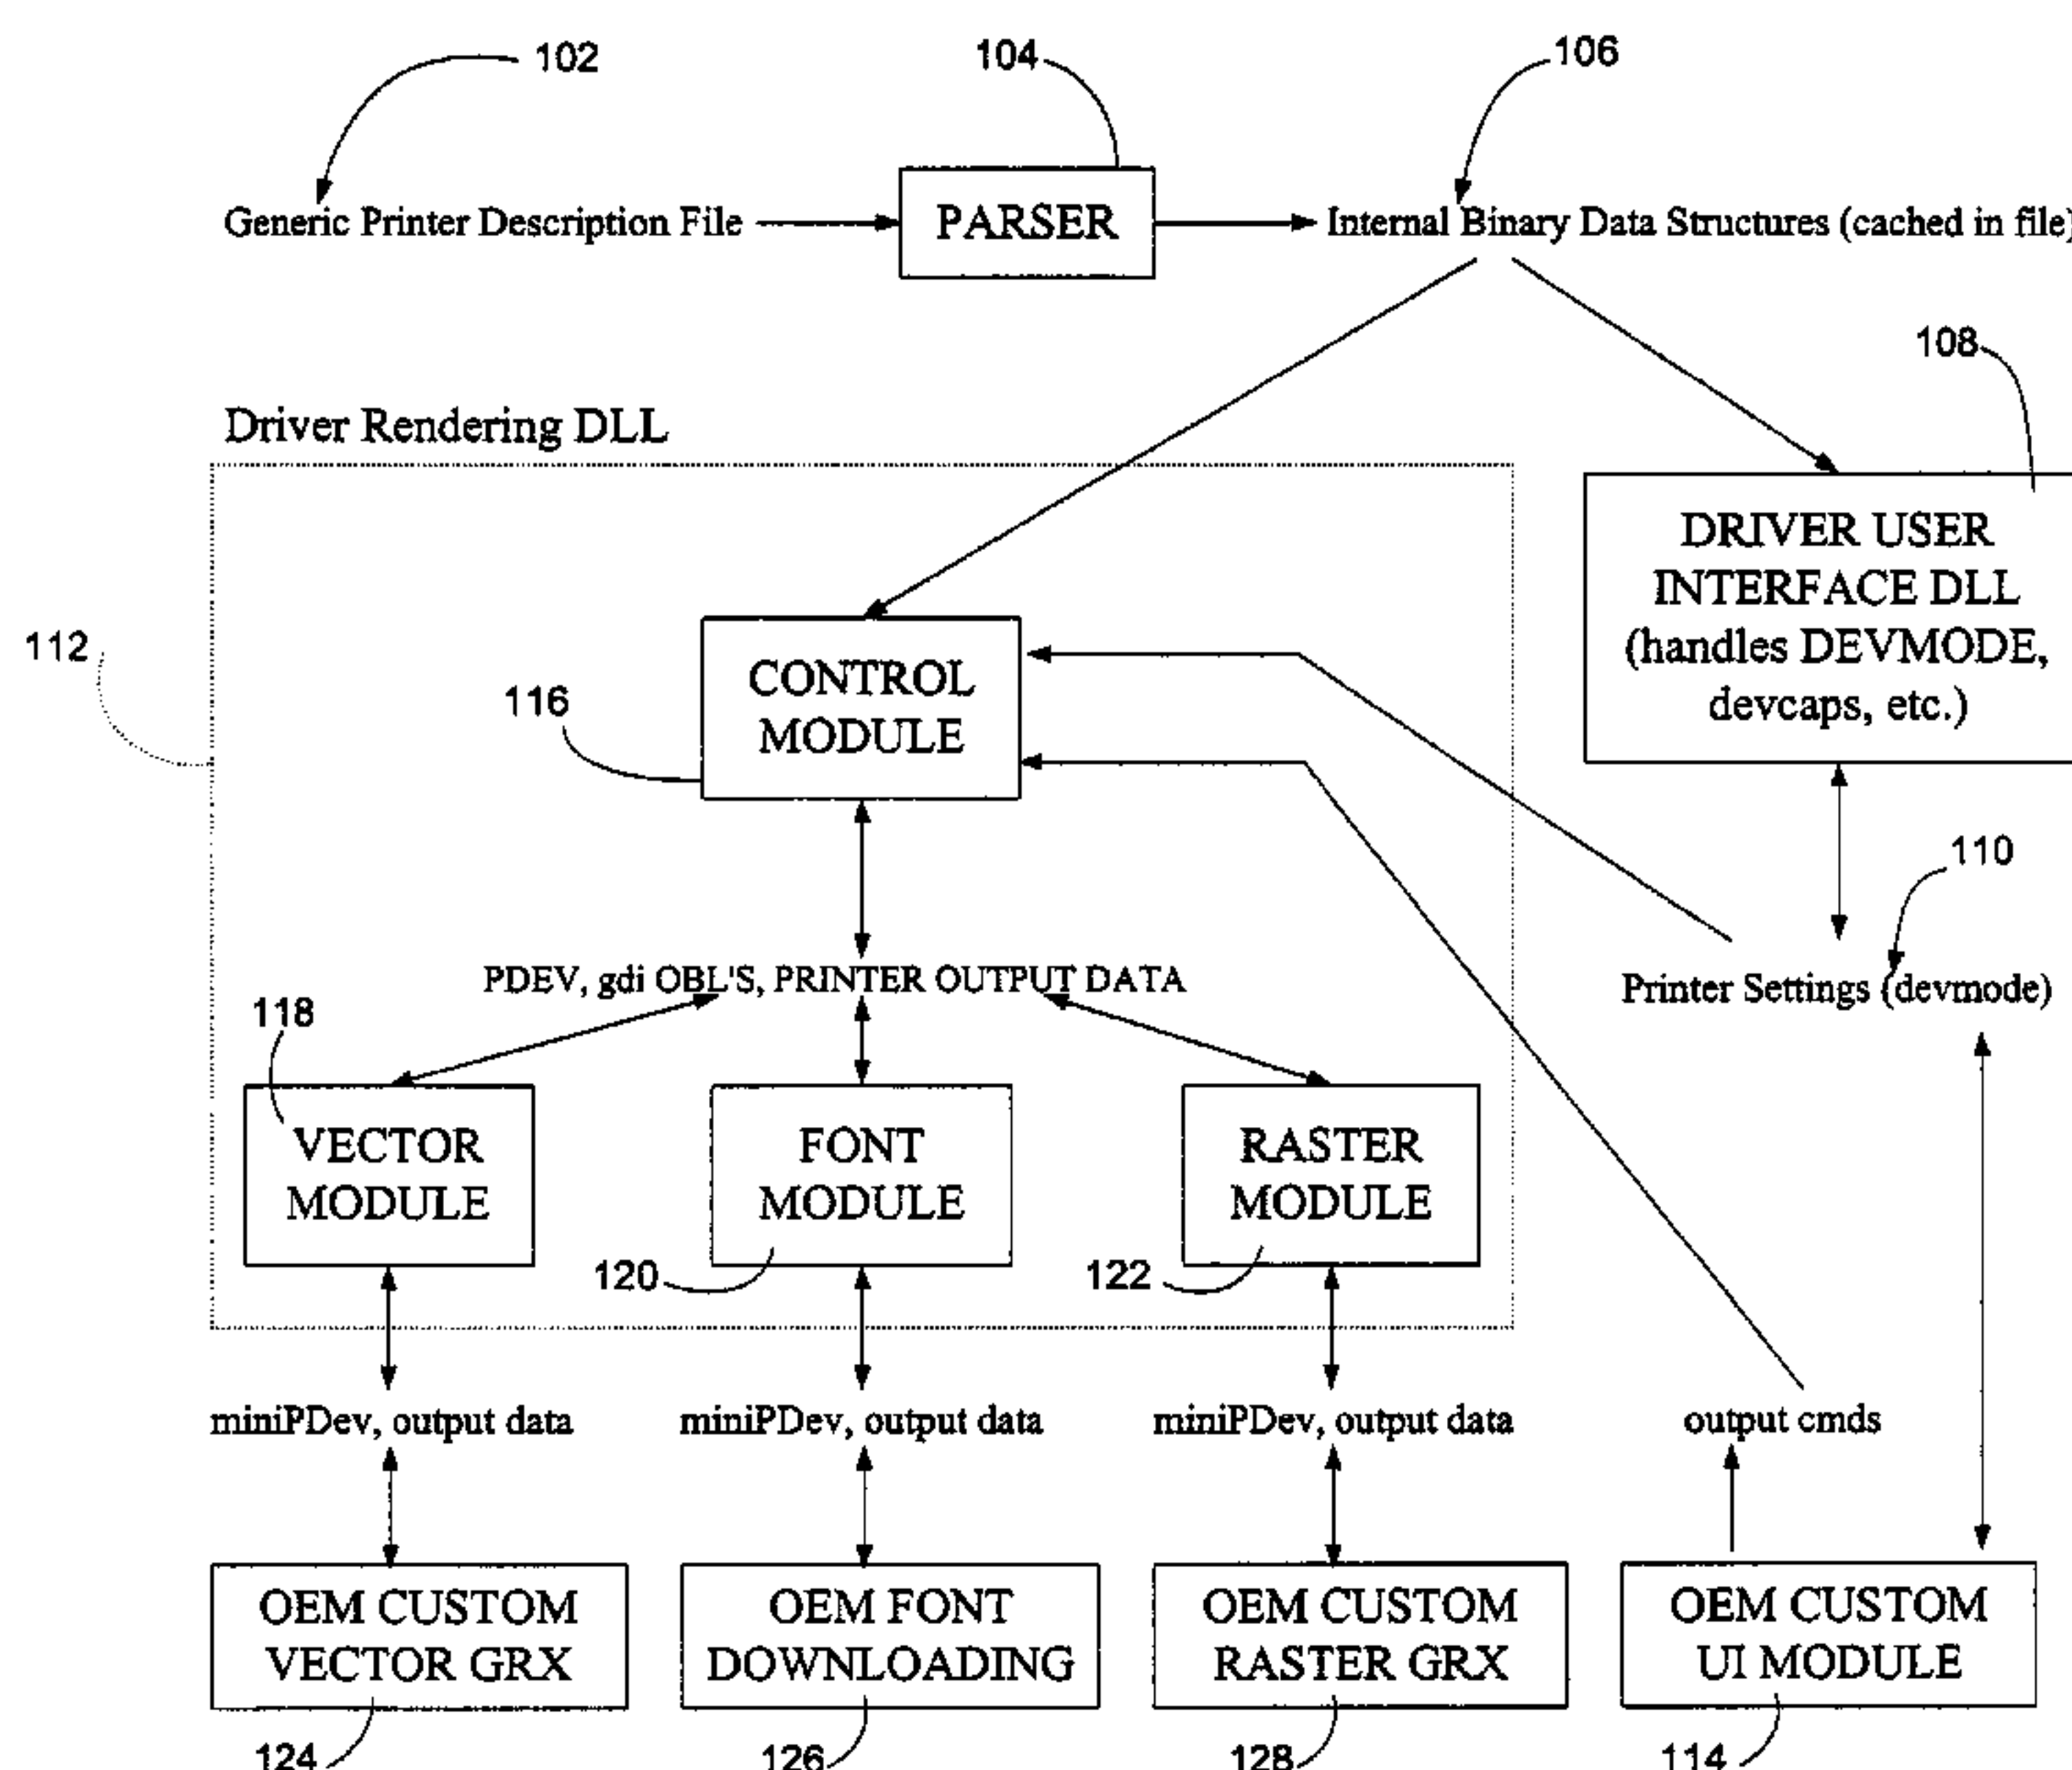 102
104
106
Generic Printer Description File
PARSER
Internal Binary Data Structures (cached in file)
108
Driver Rendering DLL
DRIVER USER
INTERFACE DLL
(handles DEVMODE,
devcaps, etc.)
112
116
CONTROL
MODULE
110
PDEV, gdi OBL'S, PRINTER OUTPUT DATA
Printer Settings (devmode)
118
VECTOR
MODULE
FONT
MODULE
RASTER
MODULE
120
122
miniPDev, output data
miniPDev, output data
miniPDev, output data
output cmds
OEM CUSTOM
VECTOR GRX
OEM FONT
DOWNLOADING
OEM CUSTOM
RASTER GRX
OEM CUSTOM
UI MODULE
124
126
128
114